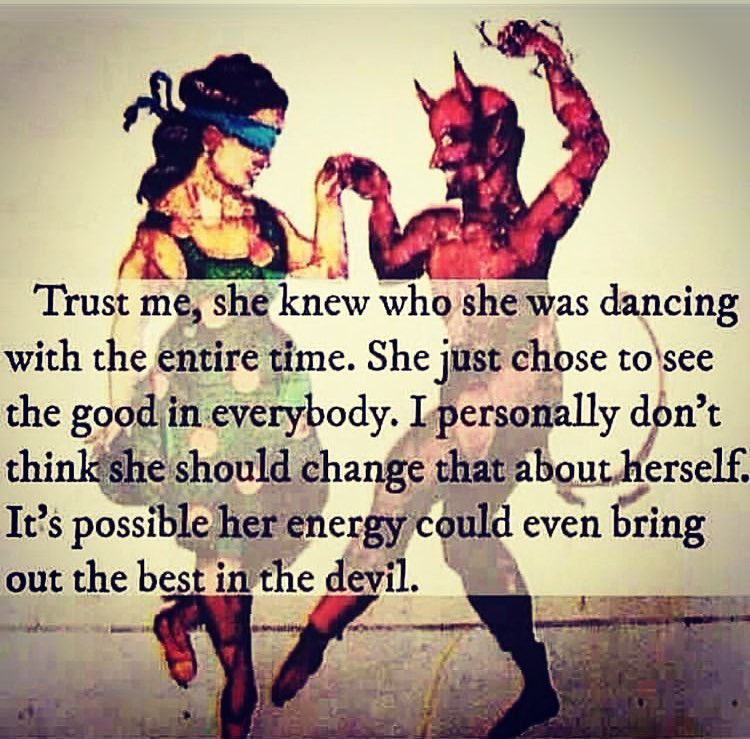 Trust me, she knew who she was dancing
with the entire time. She just chose to see
the good in everybody. I personally don't
think she should change that about herself.
It's possible her energy could even bring
out the best in the devil.